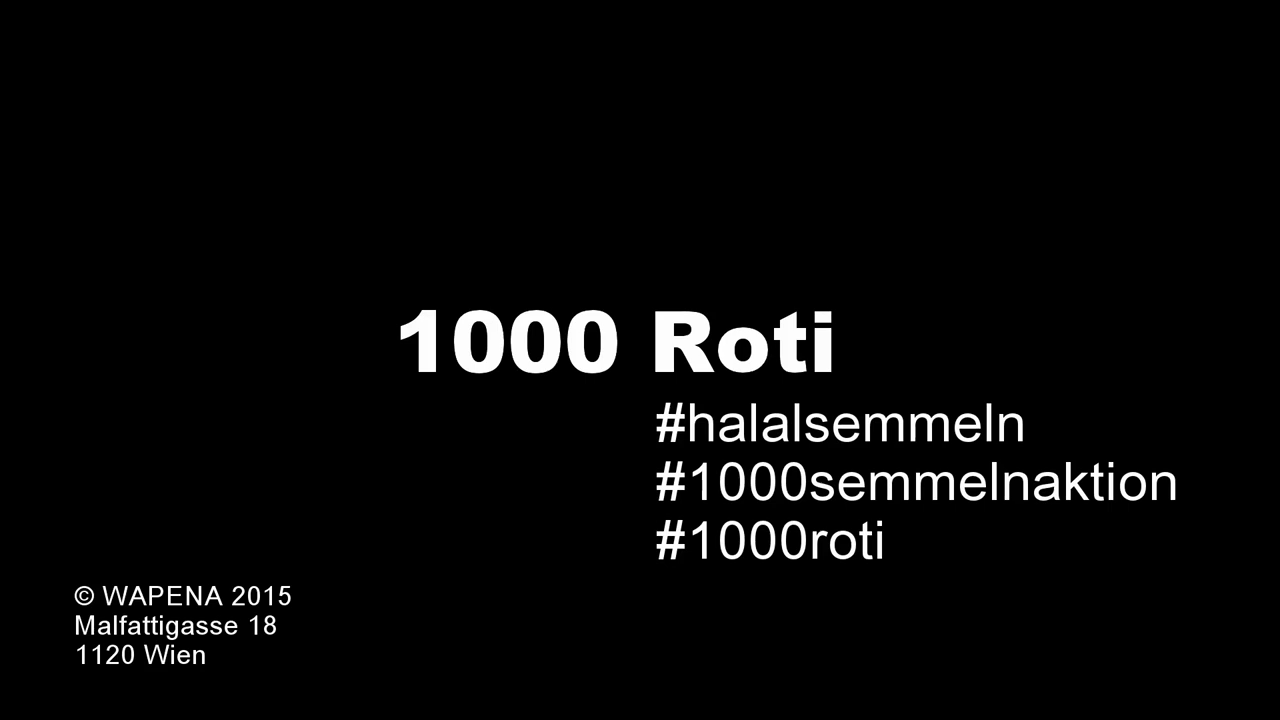 1000 Roti
#halalsemmeln
#1000semmelnaktion
#1000roti
© WAPENA 2015
Malfattigasse 18
1120 Wien